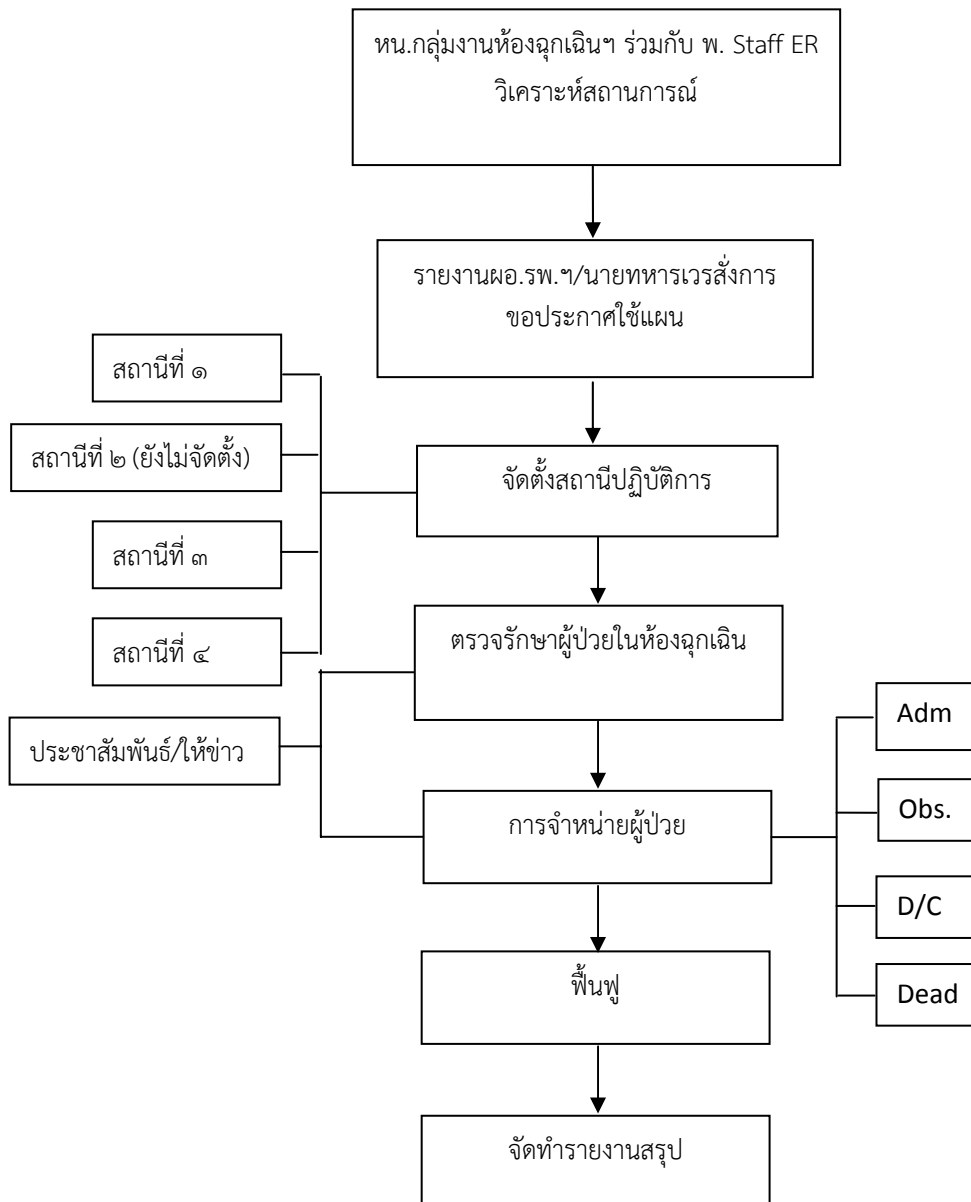 หน.กลุ่มงานห้องฉุกเฉินฯ ร่วมกับ พ. Staff ER
วิเคราะห์สถานการณ์
รายงานผอ.รพ.ฯ/นายทหารเวรสั่งการ
ขอประกาศใช้แผน
สถานีที่ ๑
สถานีที่ ๒ (ยังไม่จัดตั้ง)
จัดตั้งสถานีปฏิบัติการ
สถานีที่ ๓
สถานีที่ ๔
ตรวจรักษาผู้ป่วยในห้องฉุกเฉิน
ประชาสัมพันธ์/ให้ข่าว
การจำหน่ายผู้ป่วย
Adm
Obs.
D/C
Dead
ฟื้นฟู
จัดทำรายงานสรุป